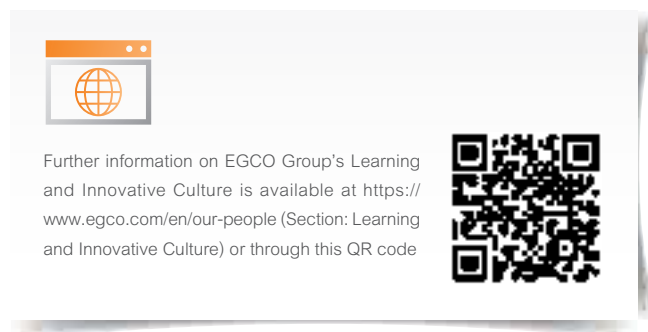 Further information on EGCO Group's Learning
and Innovative Culture is available at https://
www.egco.com/en/our-people (Section: Learning
and Innovative Culture) or through this QR code